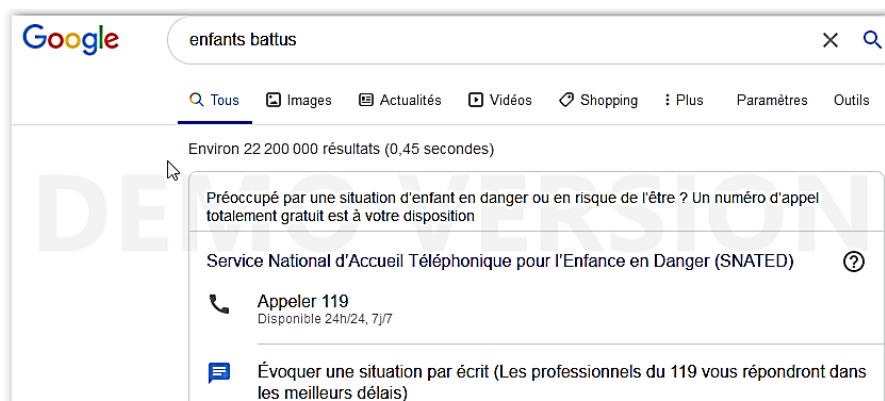 Google
enfants battus
Tous Images Actualités Vidéos Shopping Plus Paramètres Outils
Environ 22 200 000 résultats (0,45 secondes)
DEMO VERSION
Préoccupé par une situation d'enfant en danger ou en risque de l'être ? Un numéro d'appel
totalement gratuit est à votre disposition
Service National d'Accueil Téléphonique pour l'Enfance en Danger (SNATED)
Appeler 119
Disponible 24h/24, 7j/7
Évoquer une situation par écrit (Les professionnels du 119 vous répondront dans
les meilleurs délais)